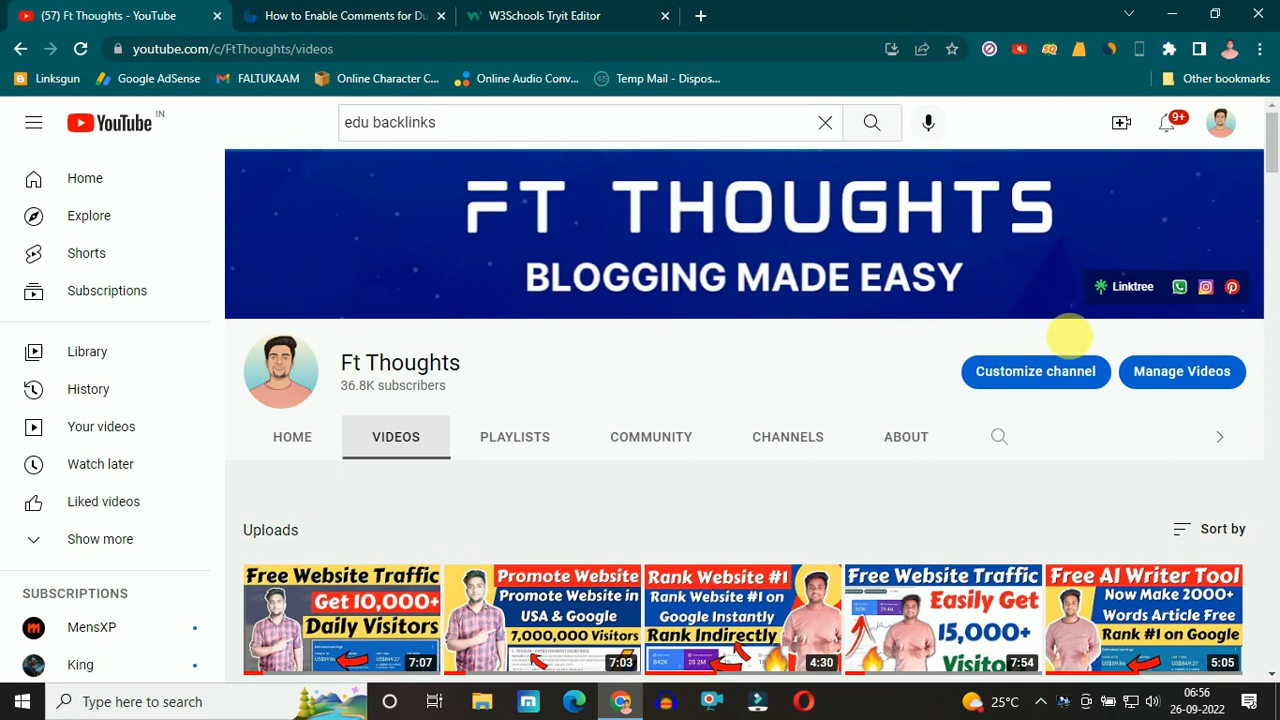 (57) Ft Thoughts - YouTube
How to Enable Comments for Du
W3Schools Tryit Editor
youtube.com/c/FtThoughts/videos
Linksgun
Google AdSense
FALTUKAAM
Online Character C...
Online Audio Conv...
Temp Mail - Dispos...
Other bookmarks
YouTube IN
edu backlinks
9+
Home
Explore
Shorts
Subscriptions
Library
History
Your videos
Watch later
Liked videos
Show more
SUBSCRIPTIONS
MensXP
King
FT THOUGHTS
BLOGGING MADE EASY
Linktree
Ft Thoughts
36.8K subscribers
Customize channel
Manage Videos
HOME
VIDEOS
PLAYLISTS
COMMUNITY
CHANNELS
ABOUT
Uploads
Sort by
Free Website Traffic
Get 10,000+
Daily Visitors
7:07
Promote Website
Promote Website in
USA & Google
7,000,000 Visitors
7:03
Rank Website #1
Rank Website #1 on
Google Instantly
Rank Indirectly
4:30
Free Website Traffic
Easily Get
15,000+
Visito
7:54
Free AI Writer Tool
Now Make 2000+
Words Article Free
Rank #1 on Google
5:05
Type here to search
25°C
06:56
26-09-2022